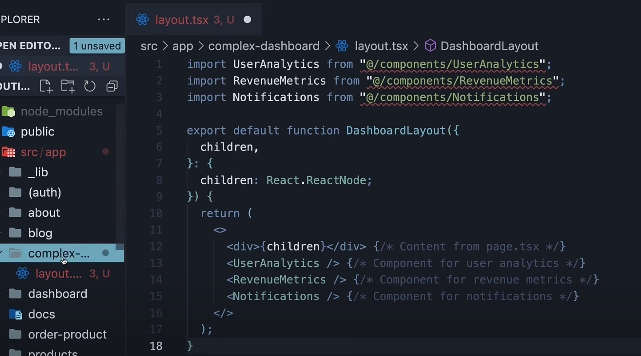 PLORER ...
layout.tsx 3, U
PEN EDITO... 1 unsaved
layout.t... 3, U
OUTI...
node_modules
public
src/app
_lib
(auth)
about
blog
complex-...
layout.... 3, U
dashboard
docs
order-product
products
src > app > complex-dashboard > layout.tsx > DashboardLayout
1 import UserAnalytics from "@/components/UserAnalytics";
2 import RevenueMetrics from "@/components/RevenueMetrics";
3 import Notifications from "@/components/Notifications";
4
5 export default function DashboardLayout({
6 children,
7 }: {
8 children: React.ReactNode;
9 }) {
10 return (
11 <>
12 <div>{children}</div> {/* Content from page.tsx */}
13 <UserAnalytics /> {/* Component for user analytics */}
14 <RevenueMetrics /> {/* Component for revenue metrics */}
15 <Notifications /> {/* Component for notifications */}
16 </>
17 );
18 }